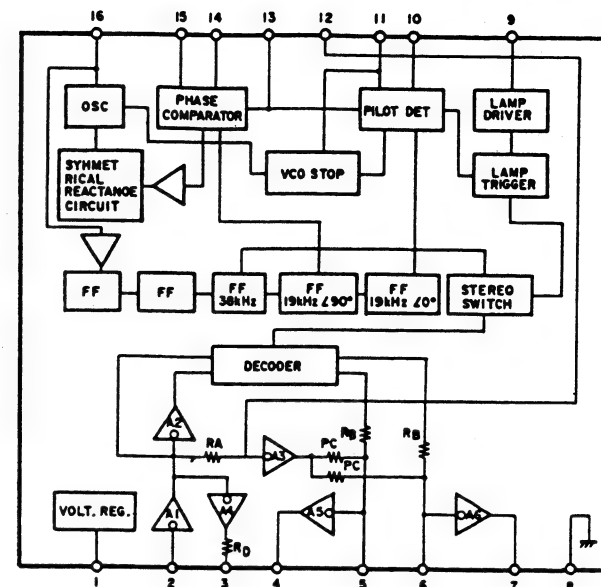 16 15 14 13 12 11 10 9
OSC
PHASE
COMPARATOR
PILOT DET
LAMP
DRIVER
SYHMET
RICAL
REACTANCE
CIRCUIT
VCO STOP
LAMP
TRIGGER
FF
FF
FF
38kHz
FF
19kHz ∠90°
FF
19kHz ∠0°
STEREO
SWITCH
DECODER
A2
RA
A3
PC
PC
RB
RB
VOLT. REG.
A1
A4
RD
A5
A6
1 2 3 4 5 6 7 8